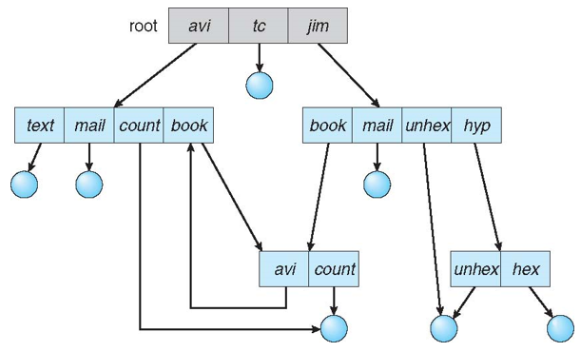 root avi tc jim
text mail count book book mail unhex hyp
avi count unhex hex